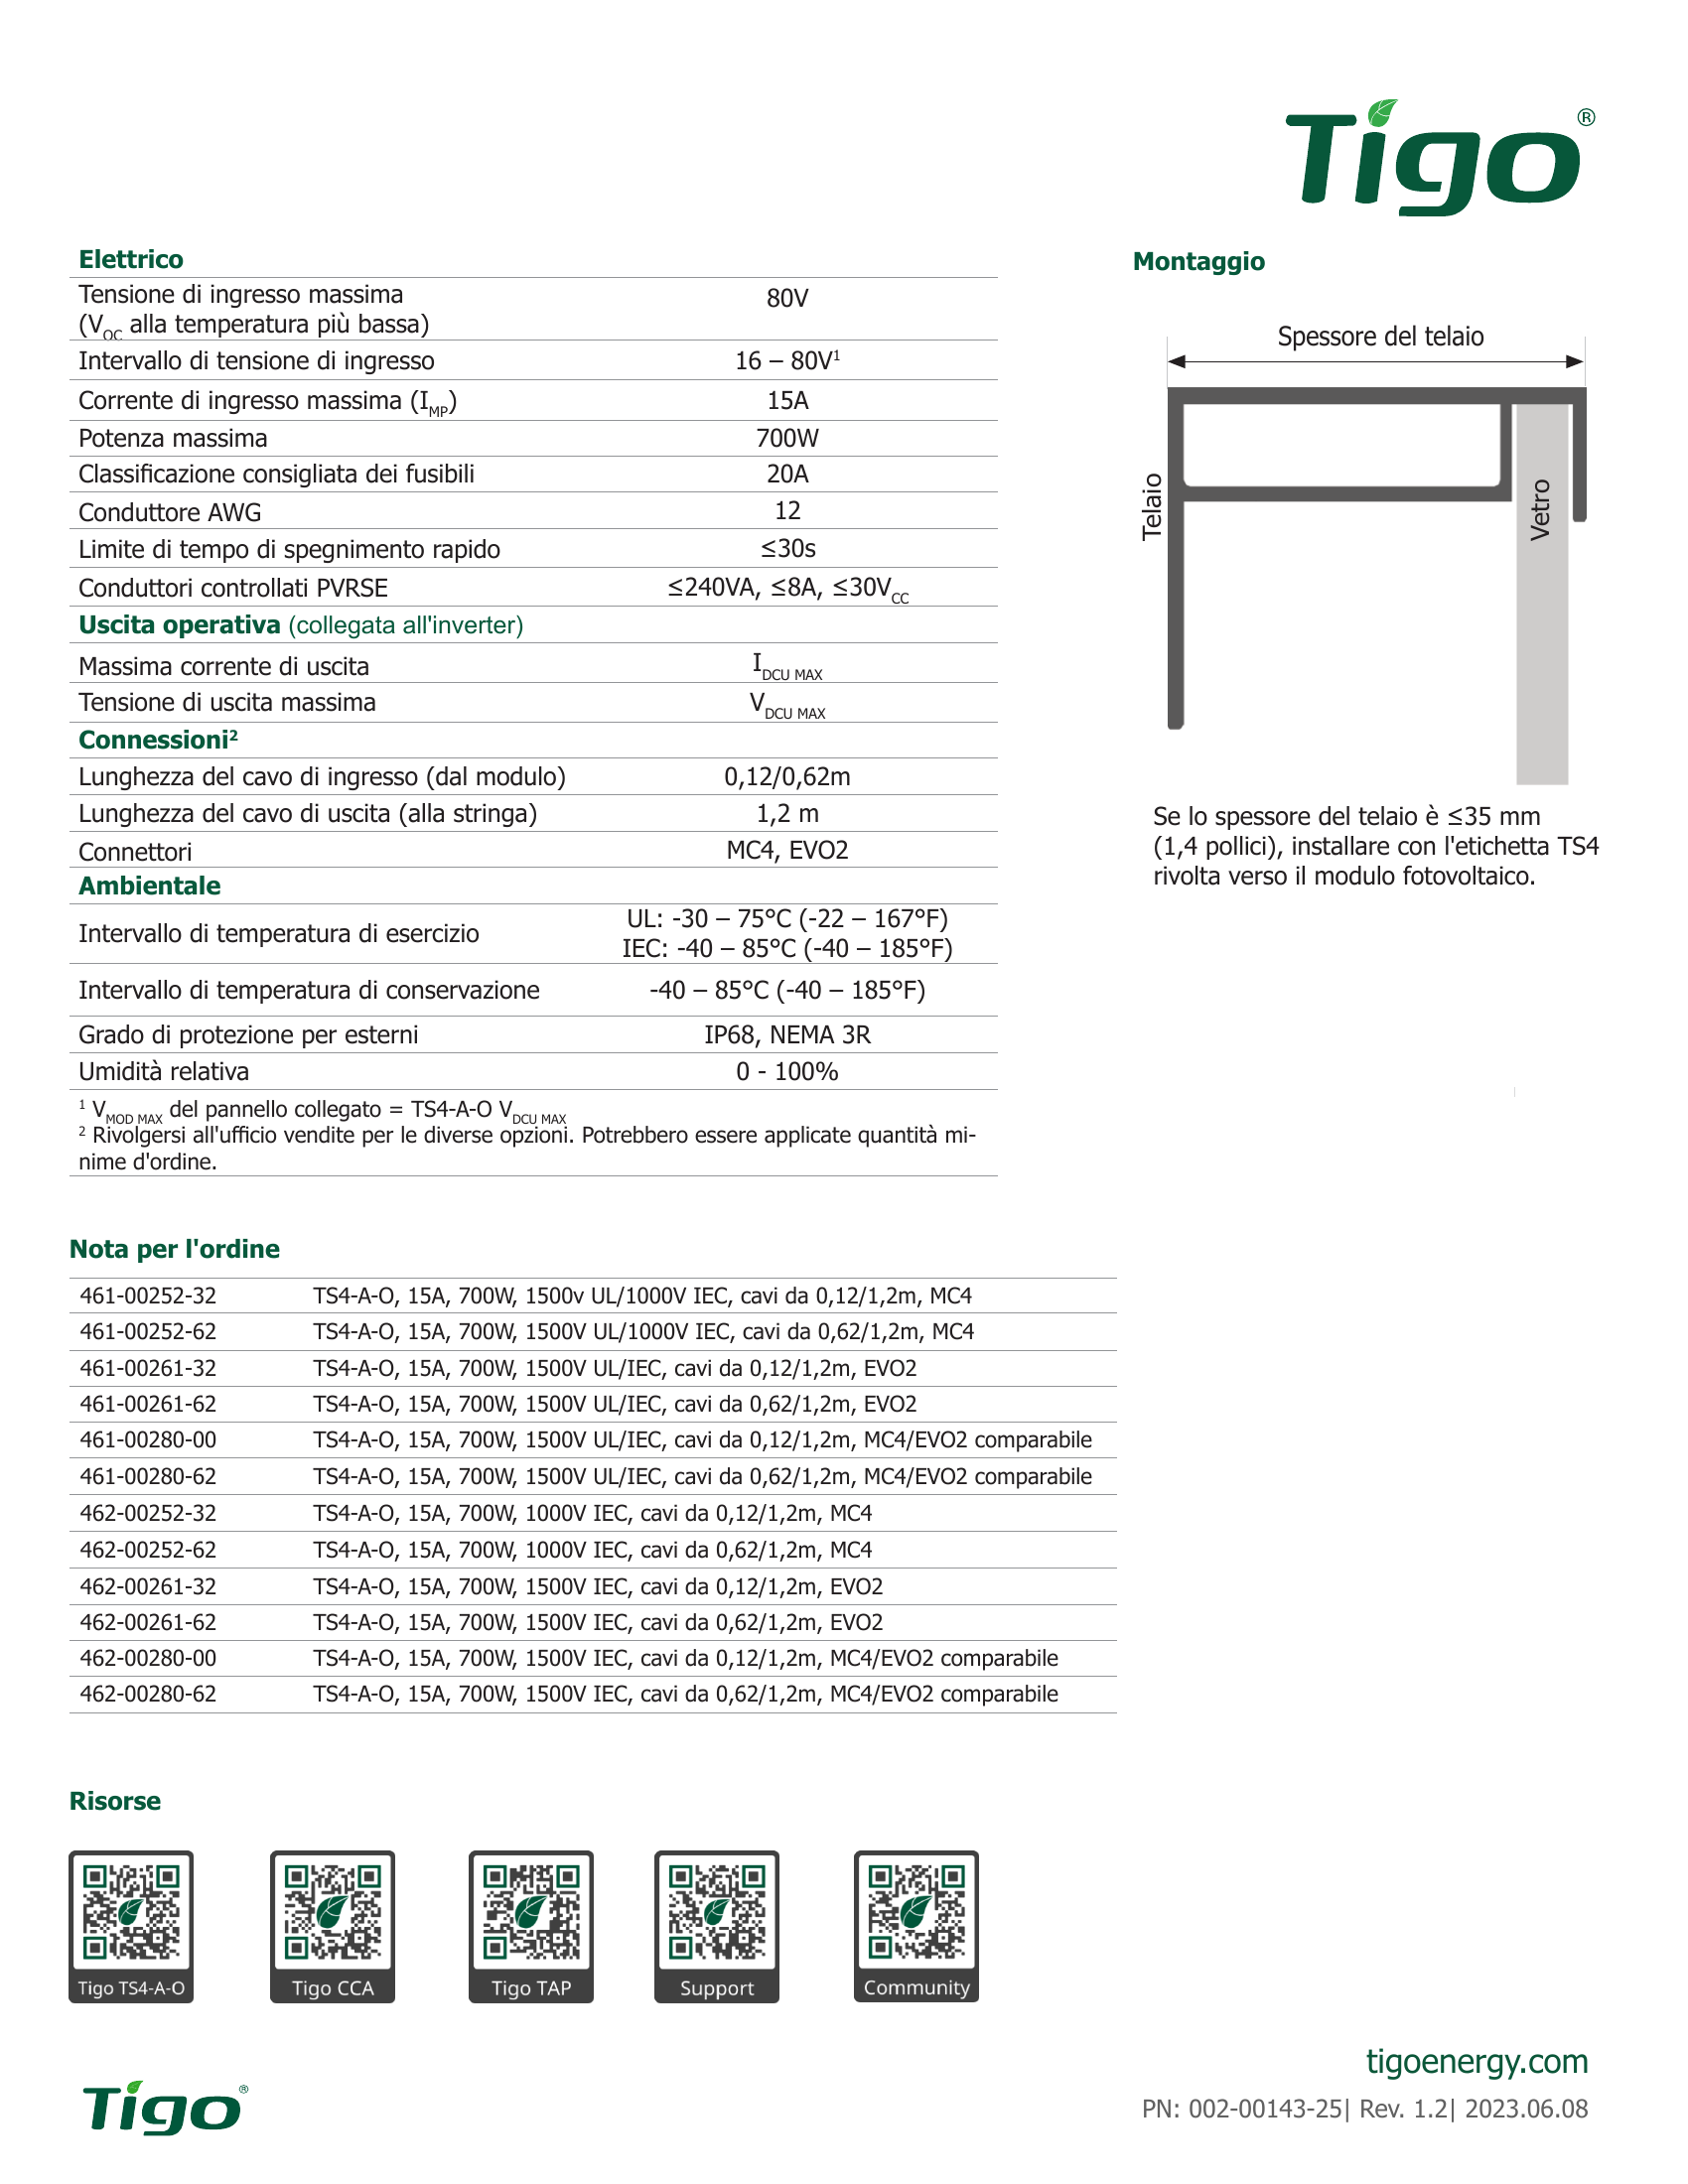 Tigo®
Elettrico
Tensione di ingresso massima
(VOC alla temperatura più bassa) 80V
Intervallo di tensione di ingresso 16 – 80V1
Corrente di ingresso massima (IMP) 15A
Potenza massima 700W
Classificazione consigliata dei fusibili 20A
Conduttore AWG 12
Limite di tempo di spegnimento rapido ≤30s
Conduttori controllati PVRSE ≤240VA, ≤8A, ≤30VCC
Uscita operativa (collegata all'inverter)
Massima corrente di uscita IDCU MAX
Tensione di uscita massima VDCU MAX
Connessioni2
Lunghezza del cavo di ingresso (dal modulo) 0,12/0,62m
Lunghezza del cavo di uscita (alla stringa) 1,2 m
Connettori MC4, EVO2
Ambientale
Intervallo di temperatura di esercizio UL: -30 – 75°C (-22 – 167°F)
IEC: -40 – 85°C (-40 – 185°F)
Intervallo di temperatura di conservazione -40 – 85°C (-40 – 185°F)
Grado di protezione per esterni IP68, NEMA 3R
Umidità relativa 0 - 100%
1 VMOD MAX del pannello collegato = TS4-A-O VDCU MAX
2 Rivolgersi all'ufficio vendite per le diverse opzioni. Potrebbero essere applicate quantità mi-
nime d'ordine.
Montaggio
Spessore del telaio
Telaio
Vetro
Se lo spessore del telaio è ≤35 mm
(1,4 pollici), installare con l'etichetta TS4
rivolta verso il modulo fotovoltaico.
Nota per l'ordine
461-00252-32 TS4-A-O, 15A, 700W, 1500v UL/1000V IEC, cavi da 0,12/1,2m, MC4
461-00252-62 TS4-A-O, 15A, 700W, 1500V UL/1000V IEC, cavi da 0,62/1,2m, MC4
461-00261-32 TS4-A-O, 15A, 700W, 1500V UL/IEC, cavi da 0,12/1,2m, EVO2
461-00261-62 TS4-A-O, 15A, 700W, 1500V UL/IEC, cavi da 0,62/1,2m, EVO2
461-00280-00 TS4-A-O, 15A, 700W, 1500V UL/IEC, cavi da 0,12/1,2m, MC4/EVO2 comparabile
461-00280-62 TS4-A-O, 15A, 700W, 1500V UL/IEC, cavi da 0,62/1,2m, MC4/EVO2 comparabile
462-00252-32 TS4-A-O, 15A, 700W, 1000V IEC, cavi da 0,12/1,2m, MC4
462-00252-62 TS4-A-O, 15A, 700W, 1000V IEC, cavi da 0,62/1,2m, MC4
462-00261-32 TS4-A-O, 15A, 700W, 1500V IEC, cavi da 0,12/1,2m, EVO2
462-00261-62 TS4-A-O, 15A, 700W, 1500V IEC, cavi da 0,62/1,2m, EVO2
462-00280-00 TS4-A-O, 15A, 700W, 1500V IEC, cavi da 0,12/1,2m, MC4/EVO2 comparabile
462-00280-62 TS4-A-O, 15A, 700W, 1500V IEC, cavi da 0,62/1,2m, MC4/EVO2 comparabile
Risorse
Tigo TS4-A-O
Tigo CCA
Tigo TAP
Support
Community
Tigo®
tigoenergy.com
PN: 002-00143-25| Rev. 1.2| 2023.06.08